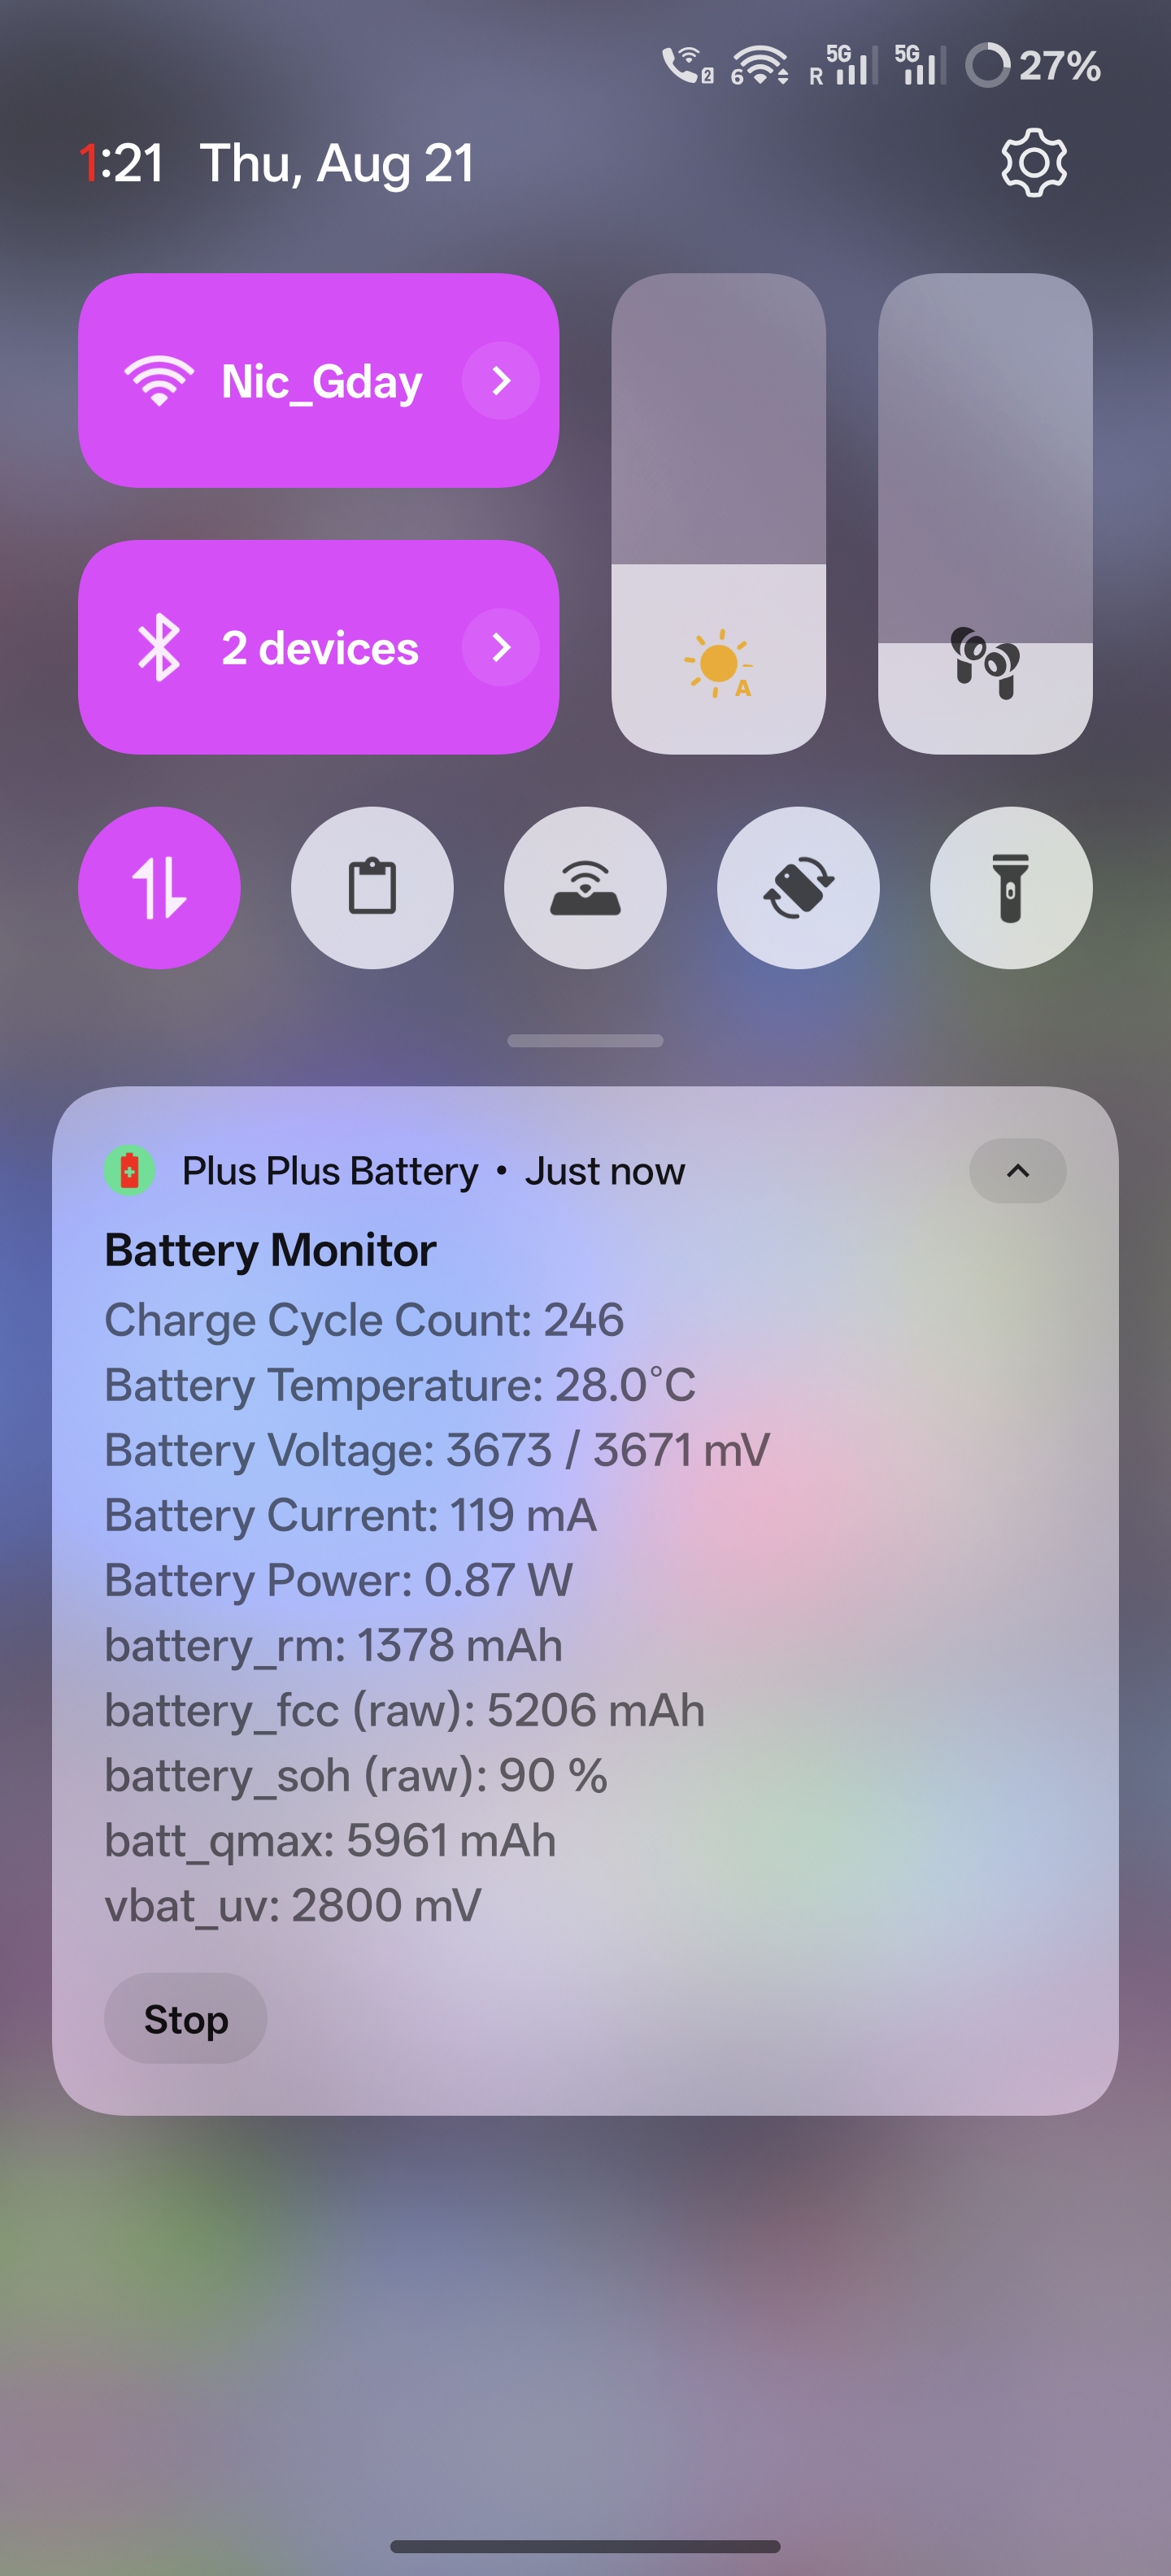 2 6 R 5G 5G 27%
1:21 Thu, Aug 21
Nic_Gday
2 devices
A
Plus Plus Battery • Just now
Battery Monitor
Charge Cycle Count: 246
Battery Temperature: 28.0°C
Battery Voltage: 3673 / 3671 mV
Battery Current: 119 mA
Battery Power: 0.87 W
battery_rm: 1378 mAh
battery_fcc (raw): 5206 mAh
battery_soh (raw): 90 %
batt_qmax: 5961 mAh
vbat_uv: 2800 mV
Stop